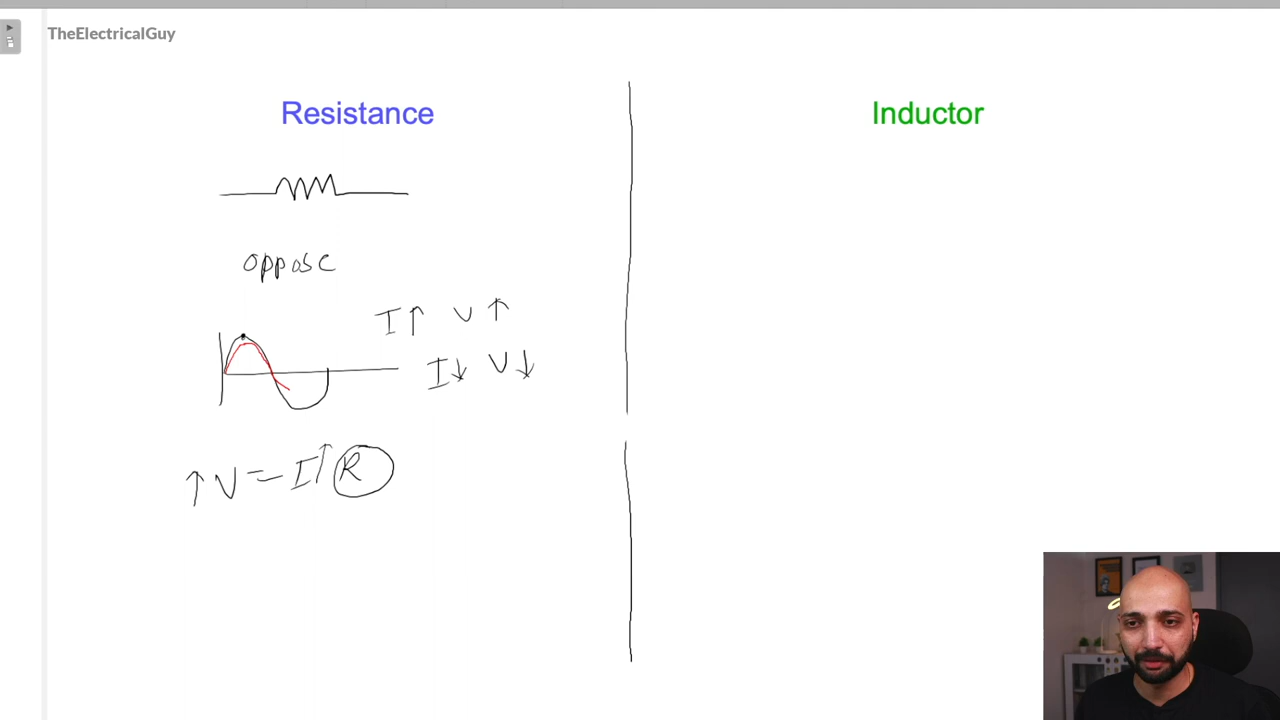 TheElectricalGuy
Resistance
Inductor
oppose
I↑ V↑
I↓ V↓
↑V=I↑R